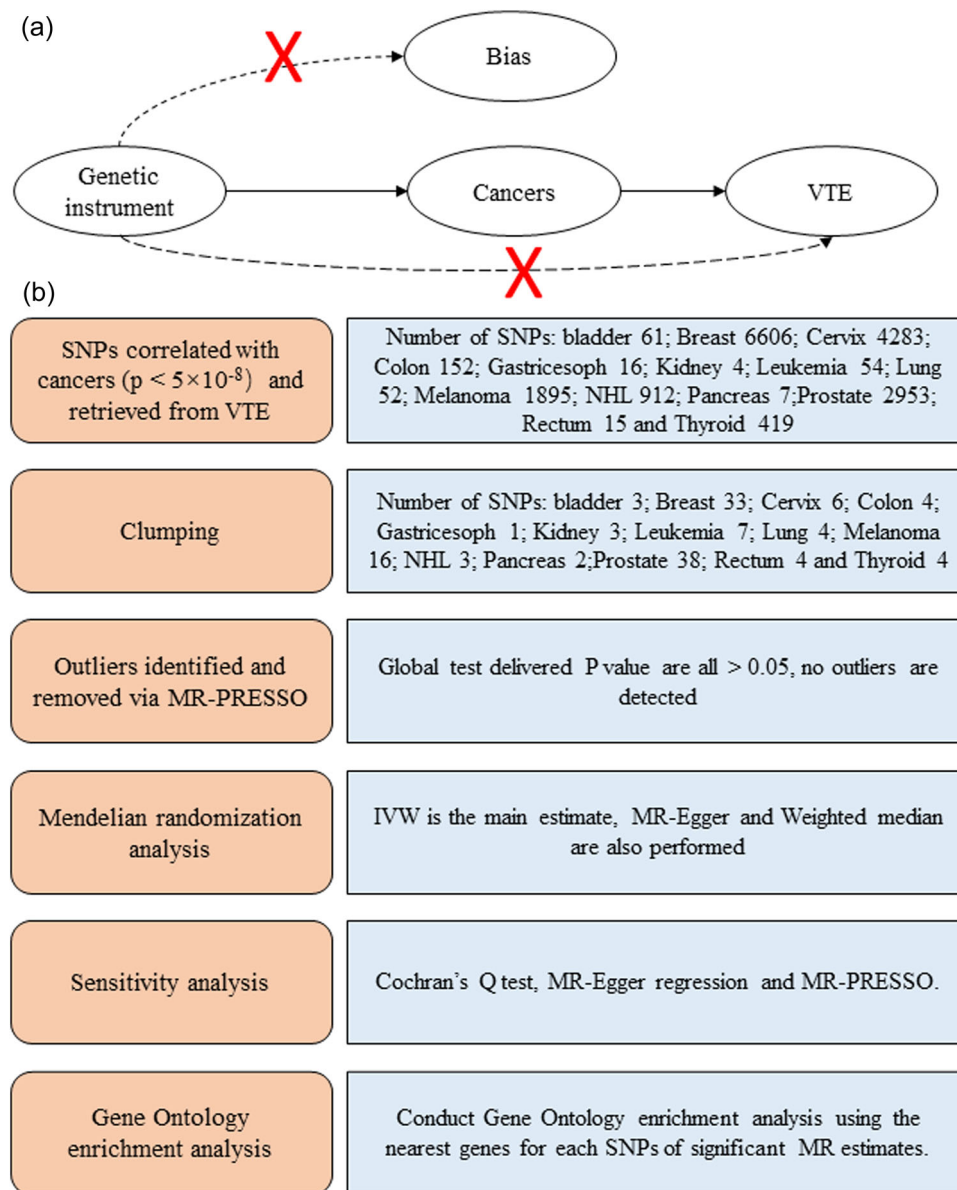 (a)
X
Bias
Genetic
instrument
Cancers
VTE
X
(b)
SNPs correlated with
cancers (p < 5×10-8) and
retrieved from VTE
Number of SNPs: bladder 61; Breast 6606; Cervix 4283;
Colon 152; Gastricesoph 16; Kidney 4; Leukemia 54; Lung
52; Melanoma 1895; NHL 912; Pancreas 7;Prostate 2953;
Rectum 15 and Thyroid 419
Clumping
Number of SNPs: bladder 3; Breast 33; Cervix 6; Colon 4;
Gastricesoph 1; Kidney 3; Leukemia 7; Lung 4; Melanoma
16; NHL 3; Pancreas 2;Prostate 38; Rectum 4 and Thyroid 4
Outliers identified and
removed via MR-PRESSO
Global test delivered P value are all > 0.05, no outliers are
detected
Mendelian randomization
analysis
IVW is the main estimate, MR-Egger and Weighted median
are also performed
Sensitivity analysis
Cochran's Q test, MR-Egger regression and MR-PRESSO.
Gene Ontology
enrichment analysis
Conduct Gene Ontology enrichment analysis using the
nearest genes for each SNPs of significant MR estimates.